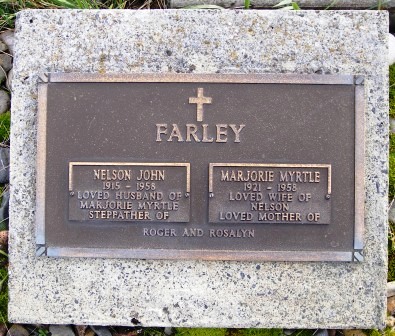 FARLEY
NELSON JOHN
1915 - 1958
LOVED HUSBAND OF
MARJORIE MYRTLE
STEPFATHER OF
MARJORIE MYRTLE
1921 - 1958
LOVED WIFE OF
NELSON
LOVED MOTHER OF
ROGER AND ROSALYN